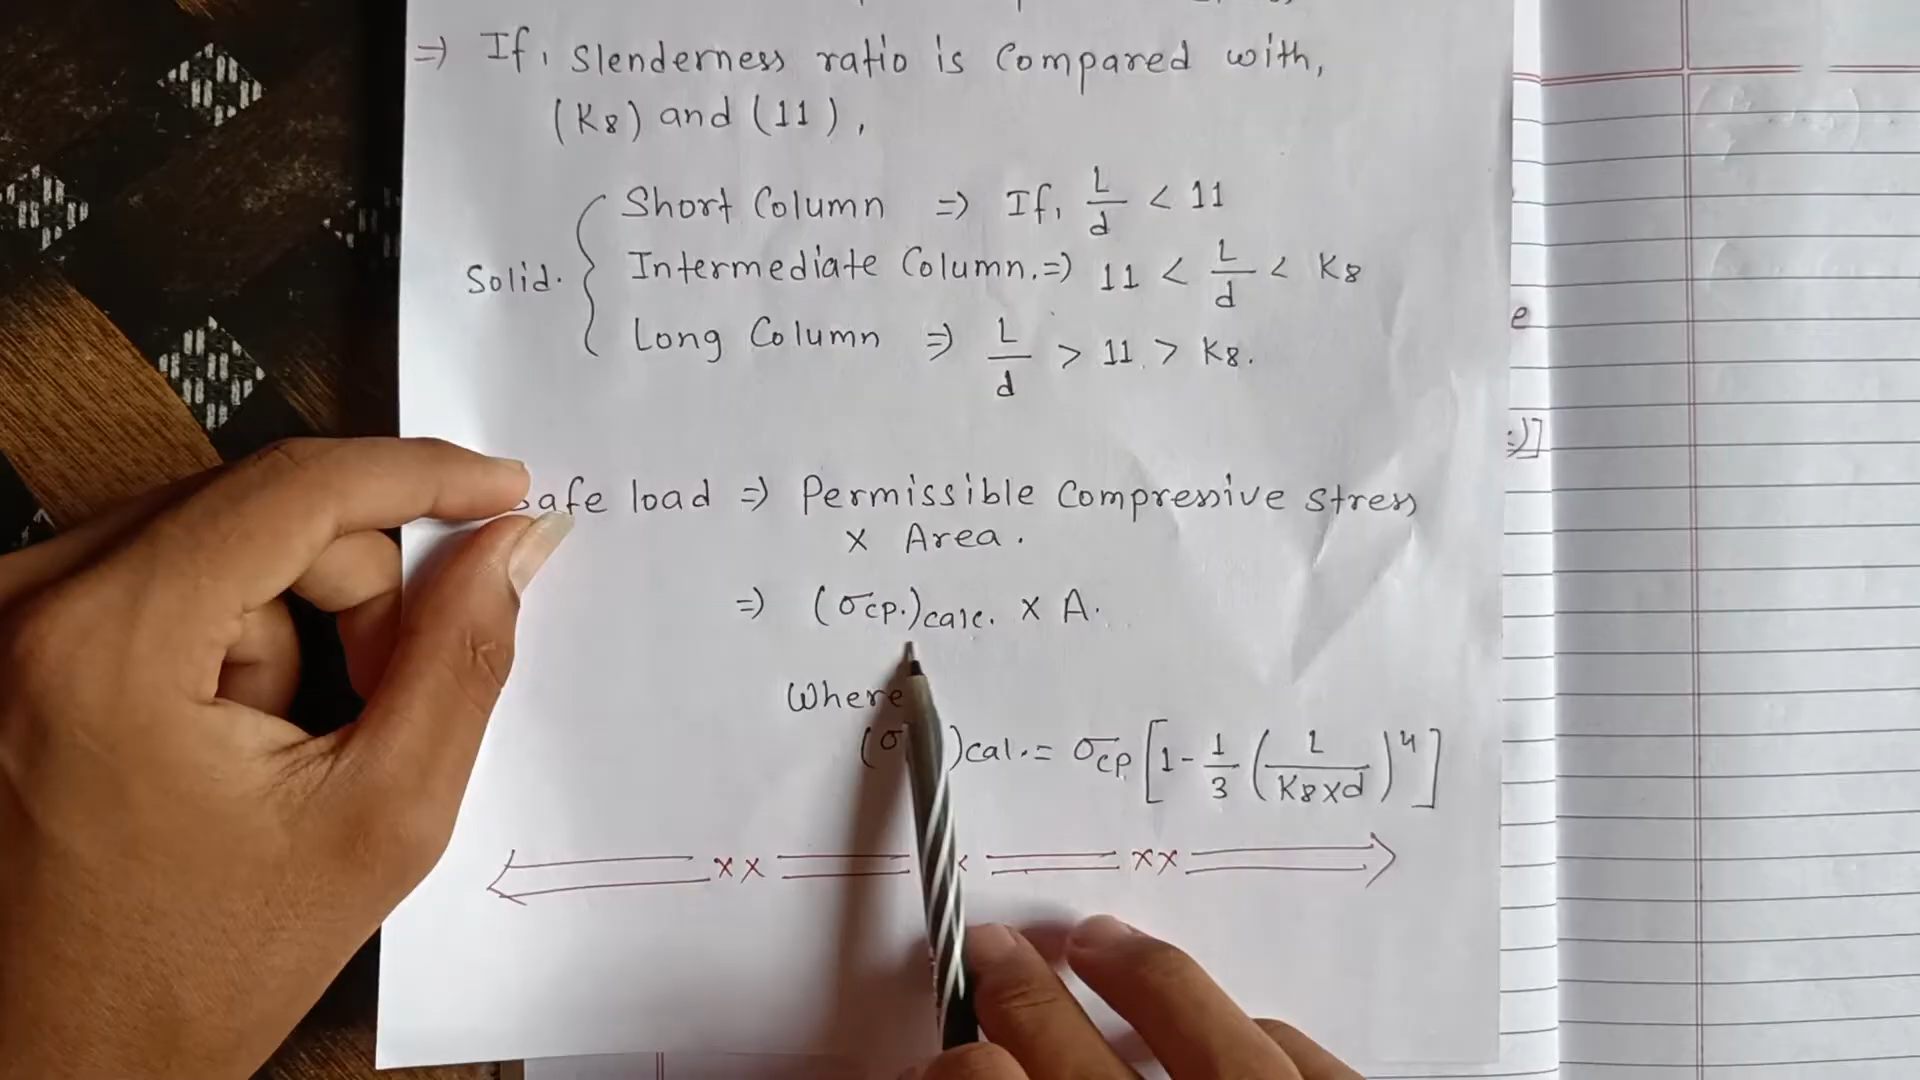 => If, Slenderness ratio is Compared with,
(K8) and (11),
Short Column => If, L/d < 11
Solid. Intermediate Column.=> 11 < L/d < K8
Long Column => L/d > 11 > K8.
Safe load => Permissible Compressive Stress
x Area.
=> (σcp.)calc. x A.
Where
(σ )cal.= σcp [1 - 1/3 (L/K8xd)^4]
xx xx
e
:)]